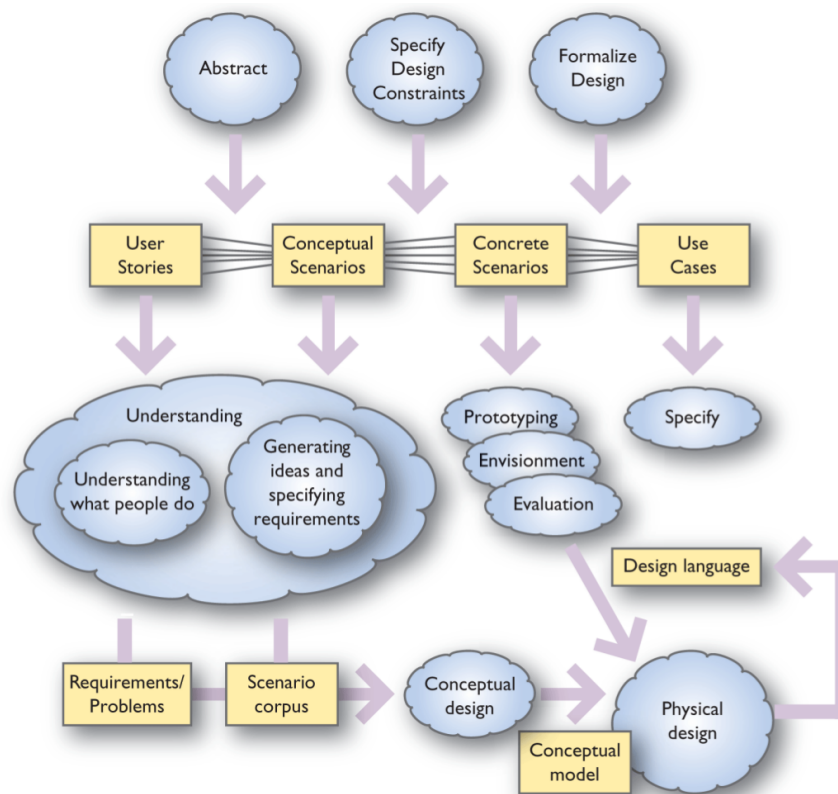 Abstract
Specify
Design
Constraints
Formalize
Design
User
Stories
Conceptual
Scenarios
Concrete
Scenarios
Use
Cases
Understanding
Understanding
what people do
Generating
ideas and
specifying
requirements
Prototyping
Envisionment
Evaluation
Specify
Design language
Requirements/
Problems
Scenario
corpus
Conceptual
design
Conceptual
model
Physical
design